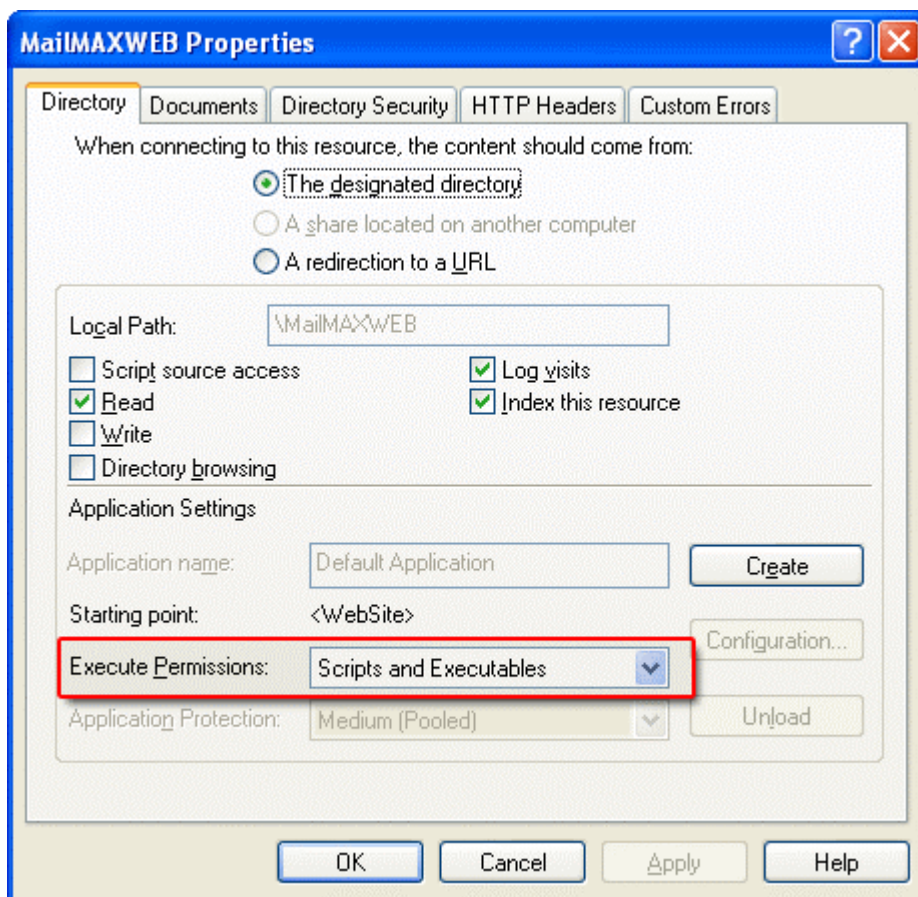 MailMAXWEB Properties
Directory Documents Directory Security HTTP Headers Custom Errors
When connecting to this resource, the content should come from:
The designated directory
A share located on another computer
A redirection to a URL
Local Path: \MailMAXWEB
Script source access Log visits
Read Index this resource
Write
Directory browsing
Application Settings
Application name: Default Application Create
Starting point: <WebSite>
Configuration...
Execute Permissions: Scripts and Executables
Application Protection: Medium (Pooled) Unload
OK Cancel Apply Help